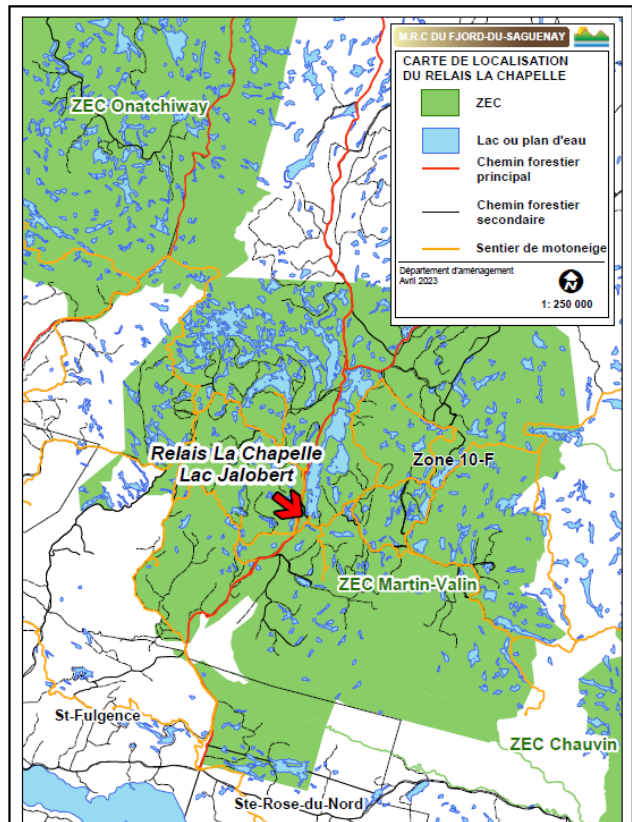 M.R.C DU FJORD-DU-SAGUENAY
CARTE DE LOCALISATION
DU RELAIS LA CHAPELLE
ZEC
Lac ou plan d'eau
Chemin forestier
principal
Chemin forestier
secondaire
Sentier de motoneige
Département d'aménagement
Avril 2023
N
1: 250 000
ZEC Onatchiway
Relais La Chapelle
Lac Jalobert
Zone 10-F
ZEC Martin-Valin
St-Fulgence
ZEC Chauvin
Ste-Rose-du-Nord